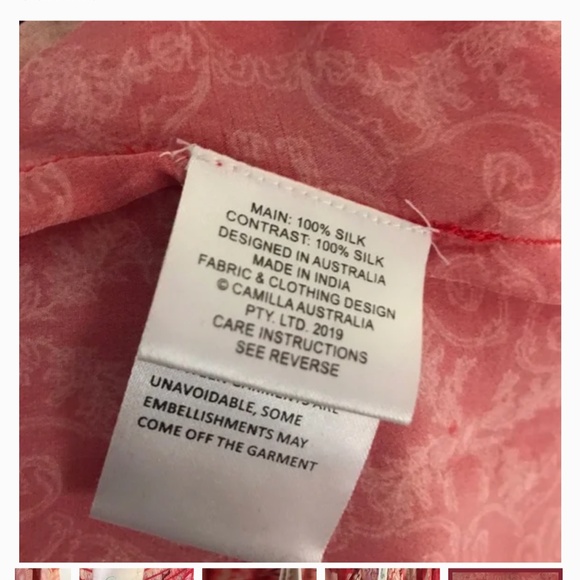 MAIN: 100% SILK
CONTRAST: 100% SILK
DESIGNED IN AUSTRALIA
MADE IN INDIA
FABRIC & CLOTHING DESIGN
© CAMILLA AUSTRALIA
PTY. LTD. 2019
CARE INSTRUCTIONS
SEE REVERSE
UNAVOIDABLE, SOME
EMBELLISHMENTS MAY
COME OFF THE GARMENT